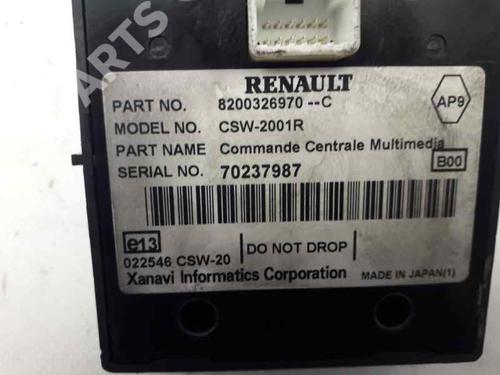 PARTS
RENAULT
PART NO. 8200326970 --C
AP9
MODEL NO. CSW-2001R
PART NAME Commande Centrale Multimedia
B00
SERIAL NO. 70237987
e13
DO NOT DROP
022546 CSW-20
Xanavi Informatics Corporation MADE IN JAPAN(1)